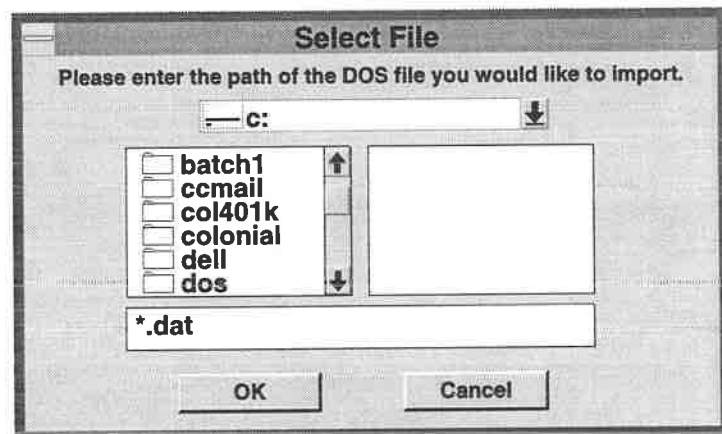 Select File
Please enter the path of the DOS file you would like to import.
c:
batch1
ccmail
col401k
colonial
dell
dos
*.dat
OK
Cancel